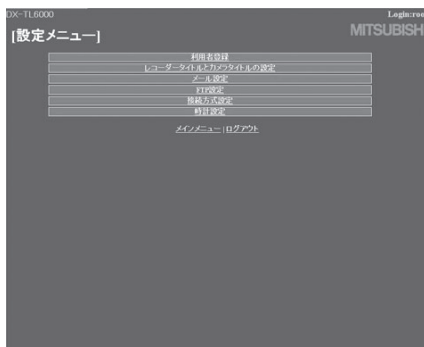 DX-TL6000
Login:roo
[設定メニュー]
MITSUBISH
利用者登録
レコーダータイトルとカメラタイトルの設定
メール設定
FTP設定
接続方式設定
時計設定
メインメニュー | ログアウト